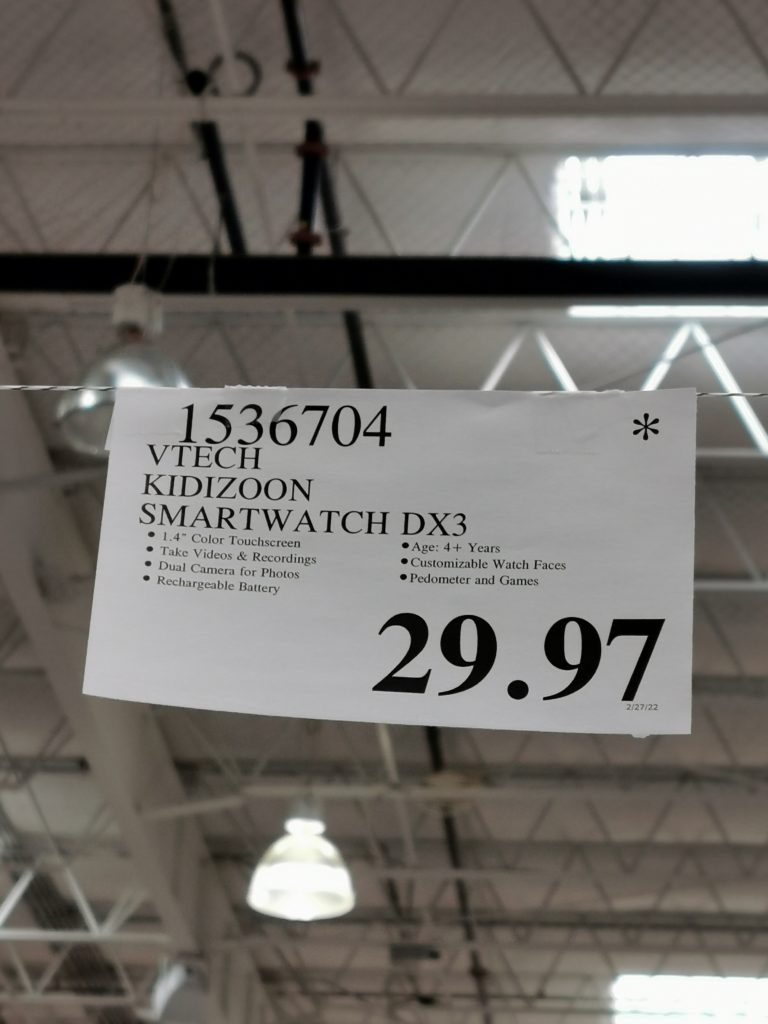 1536704 *
VTECH
KIDIZOON
SMARTWATCH DX3
• 1.4" Color Touchscreen
• Take Videos & Recordings
• Dual Camera for Photos
• Rechargeable Battery
• Age: 4+ Years
• Customizable Watch Faces
• Pedometer and Games
29.97
2/27/22